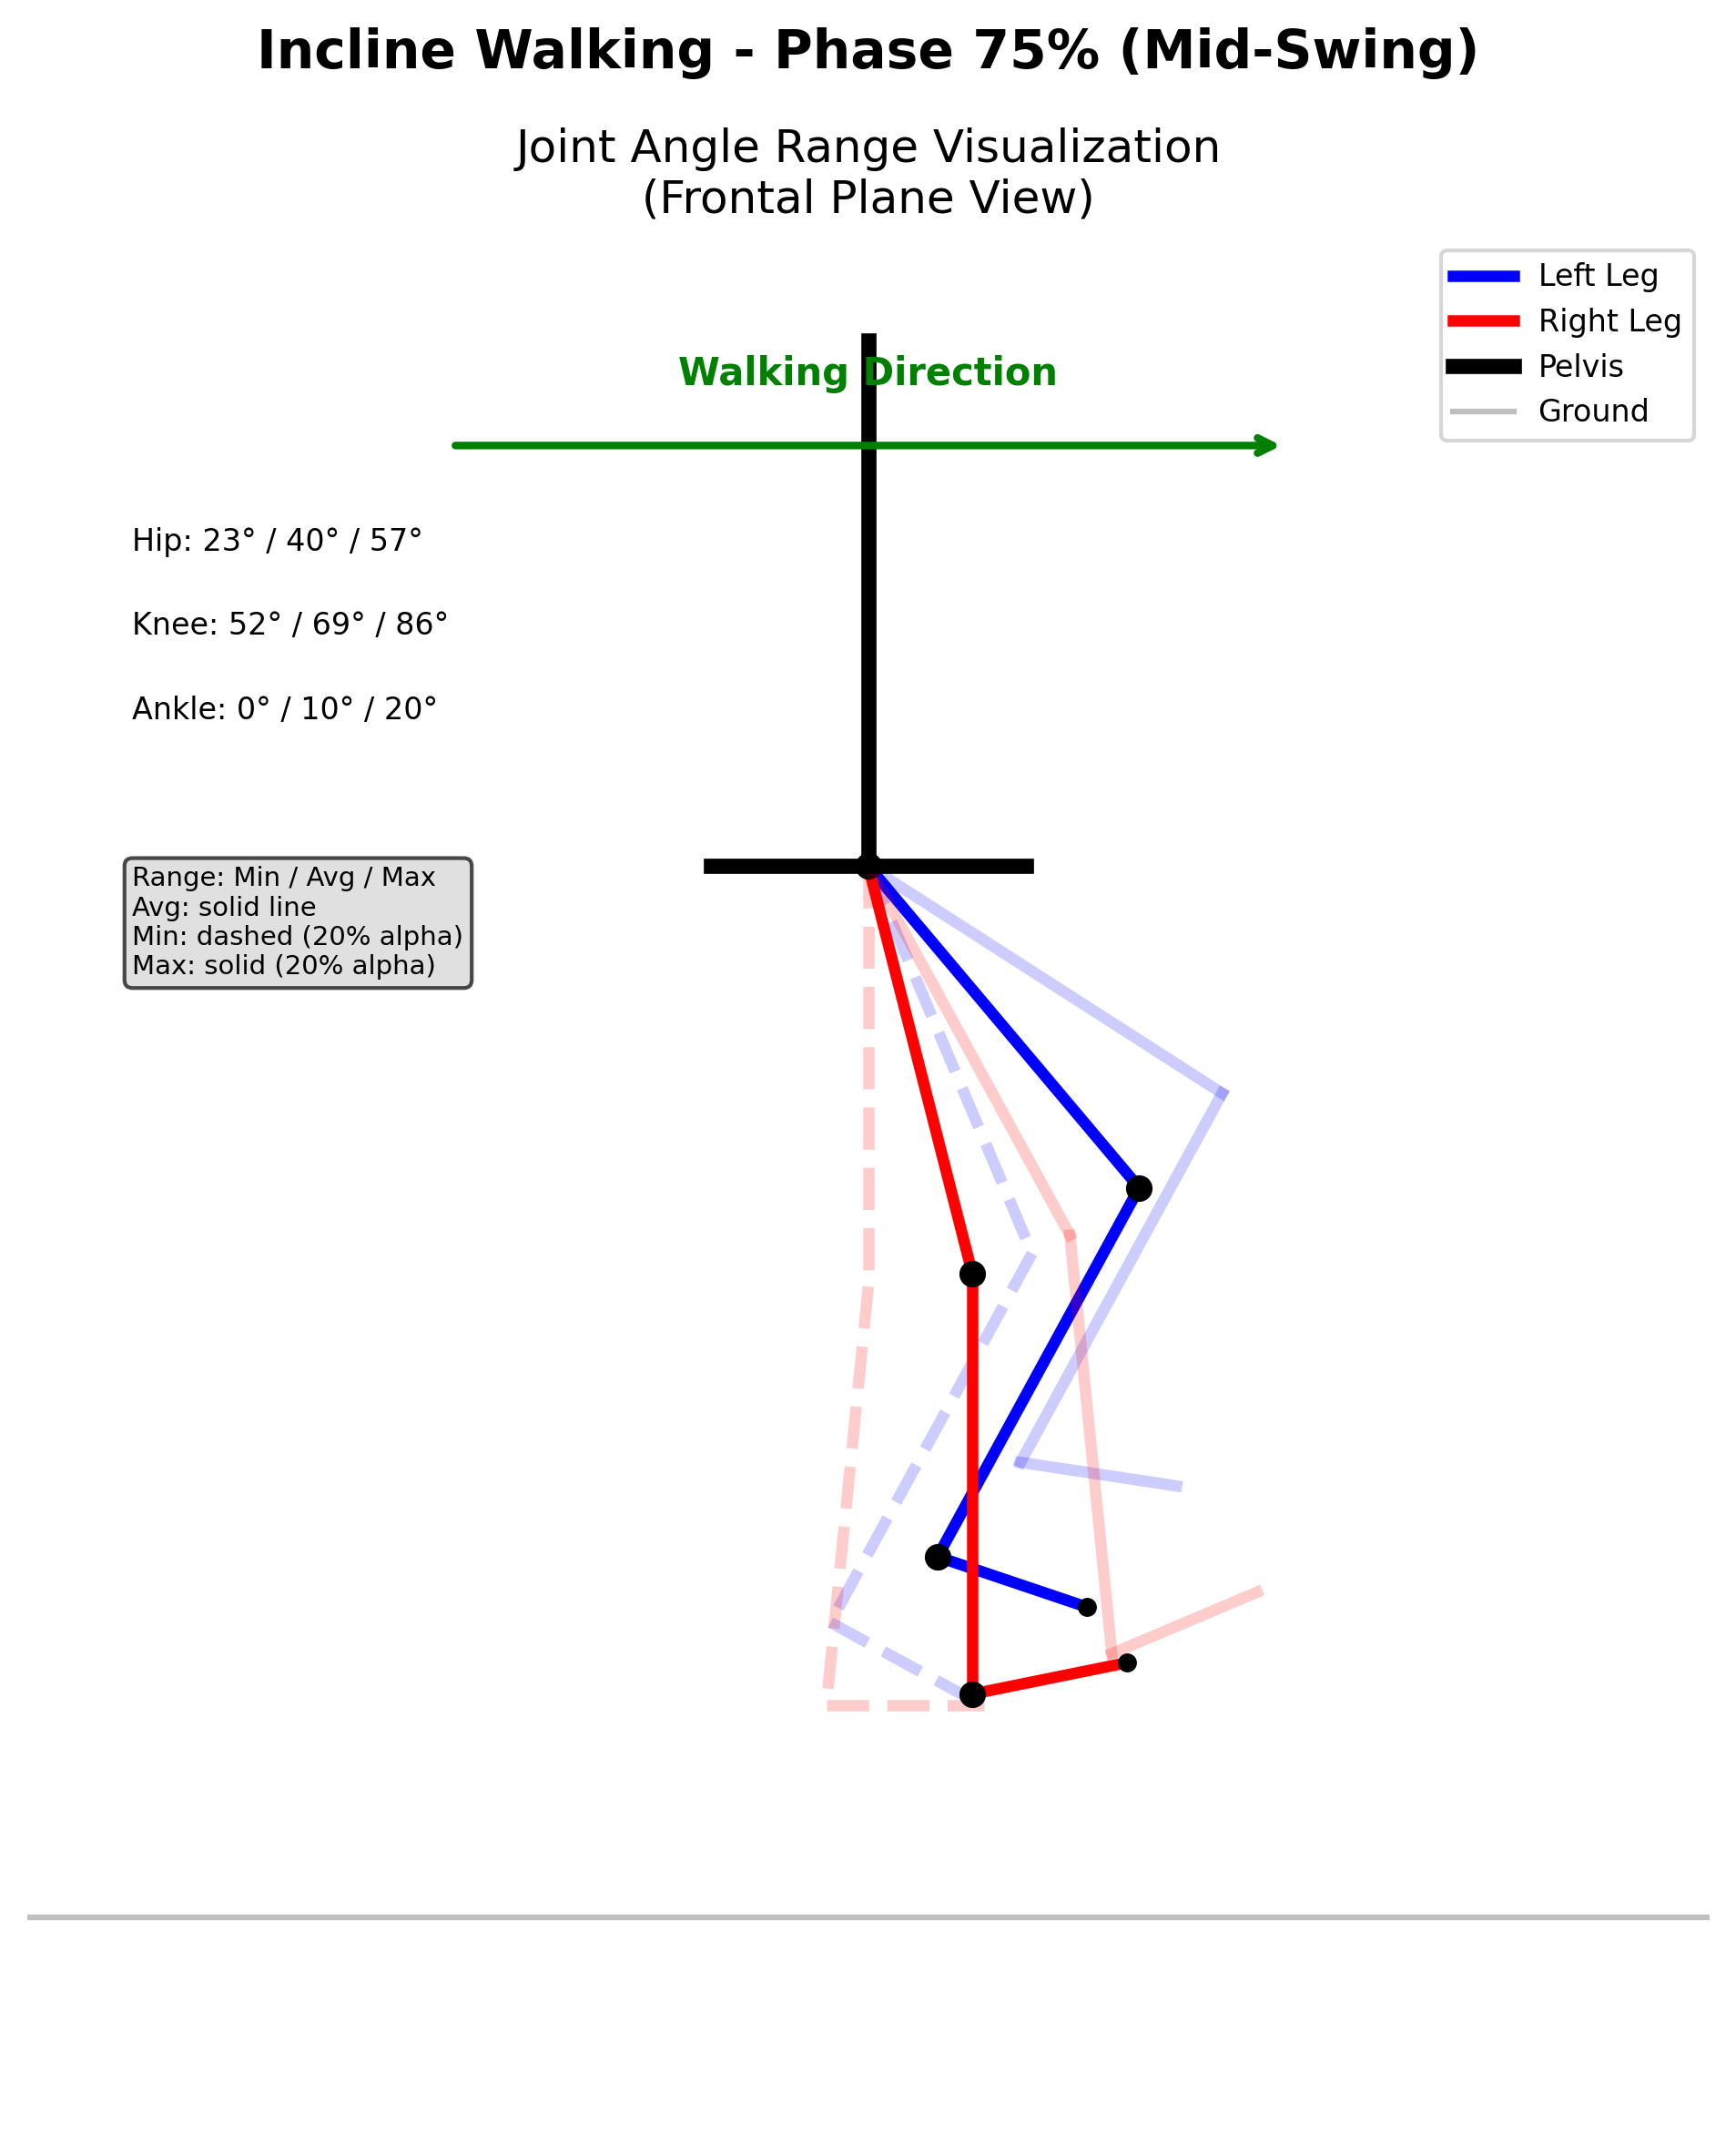 Incline Walking - Phase 75% (Mid-Swing)
Joint Angle Range Visualization
(Frontal Plane View)
Left Leg
Right Leg
Pelvis
Ground
Walking Direction
Hip: 23° / 40° / 57°
Knee: 52° / 69° / 86°
Ankle: 0° / 10° / 20°
Range: Min / Avg / Max
Avg: solid line
Min: dashed (20% alpha)
Max: solid (20% alpha)